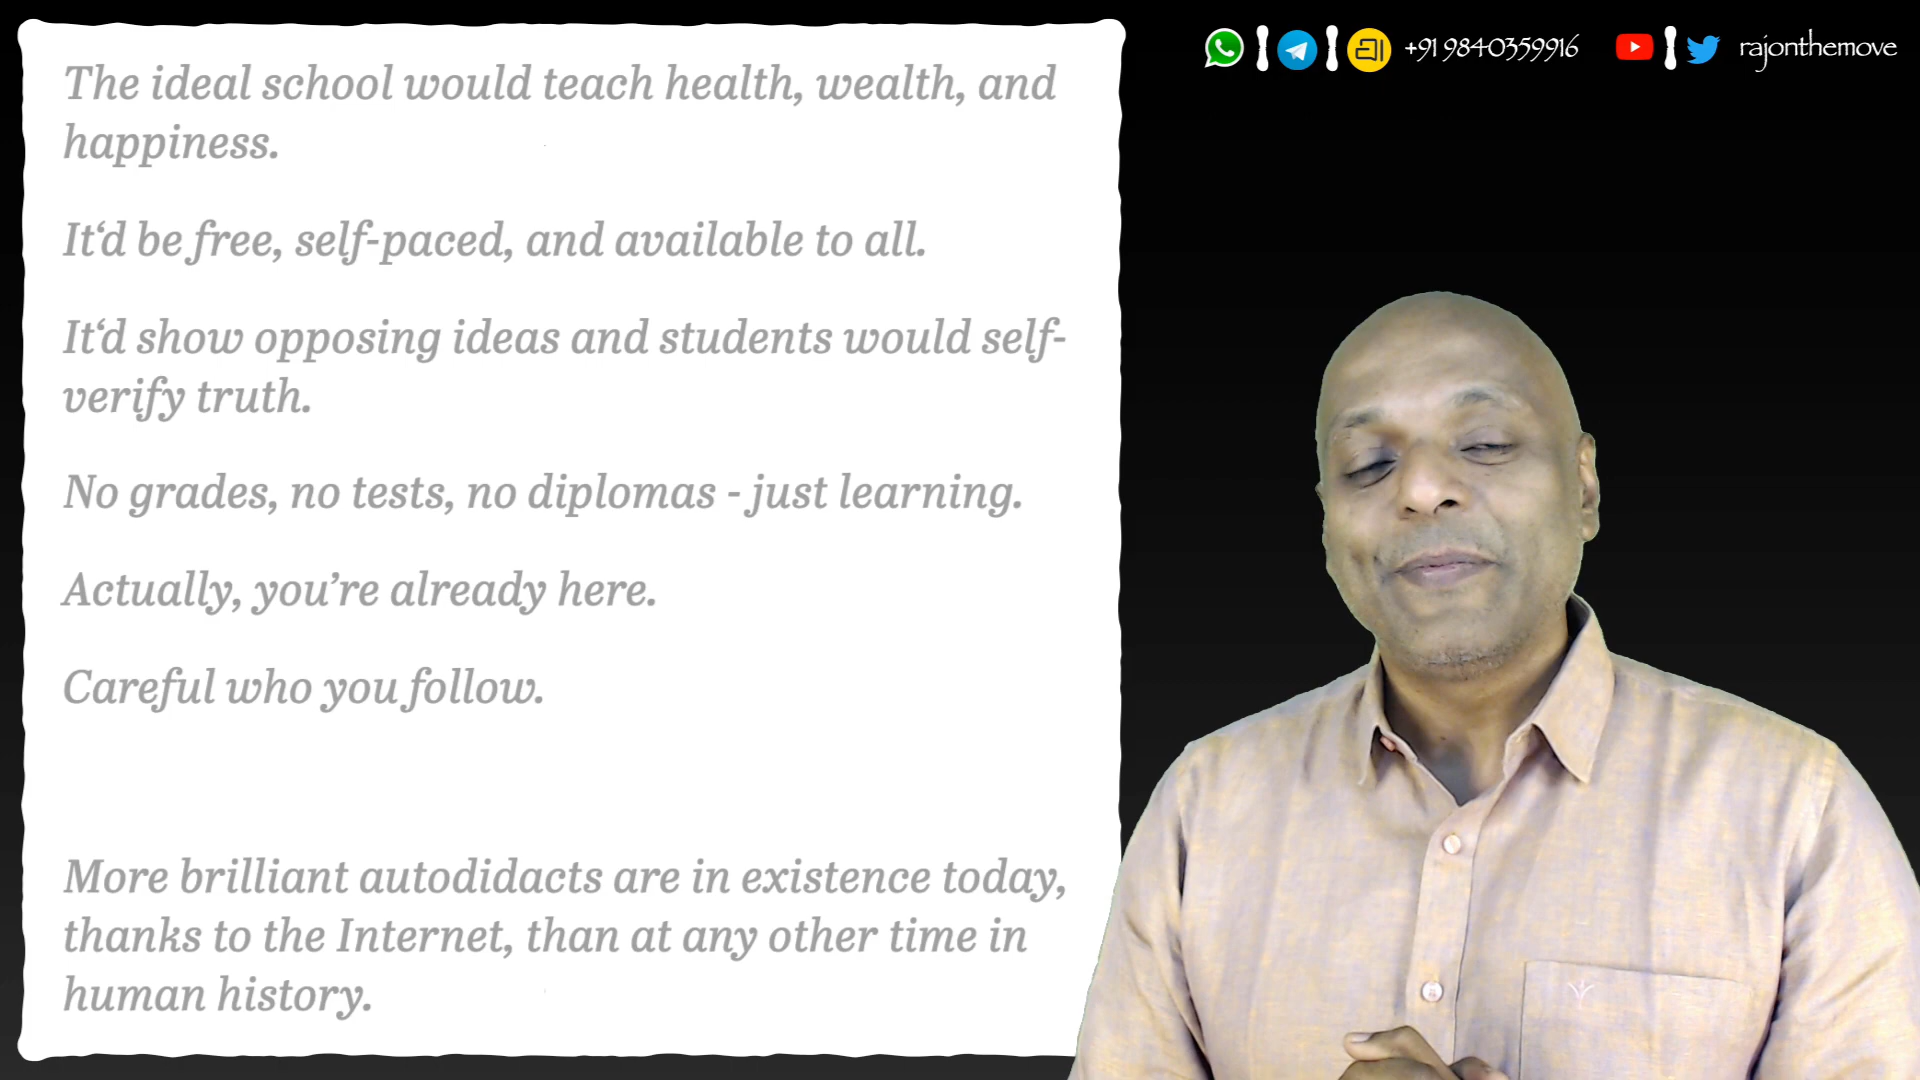 The ideal school would teach health, wealth, and
happiness.
It‘d be free, self-paced, and available to all.
It‘d show opposing ideas and students would self-
verify truth.
No grades, no tests, no diplomas - just learning.
Actually, you’re already here.
Careful who you follow.
More brilliant autodidacts are in existence today,
thanks to the Internet, than at any other time in
human history.
+91 9840359916 rajonthemove